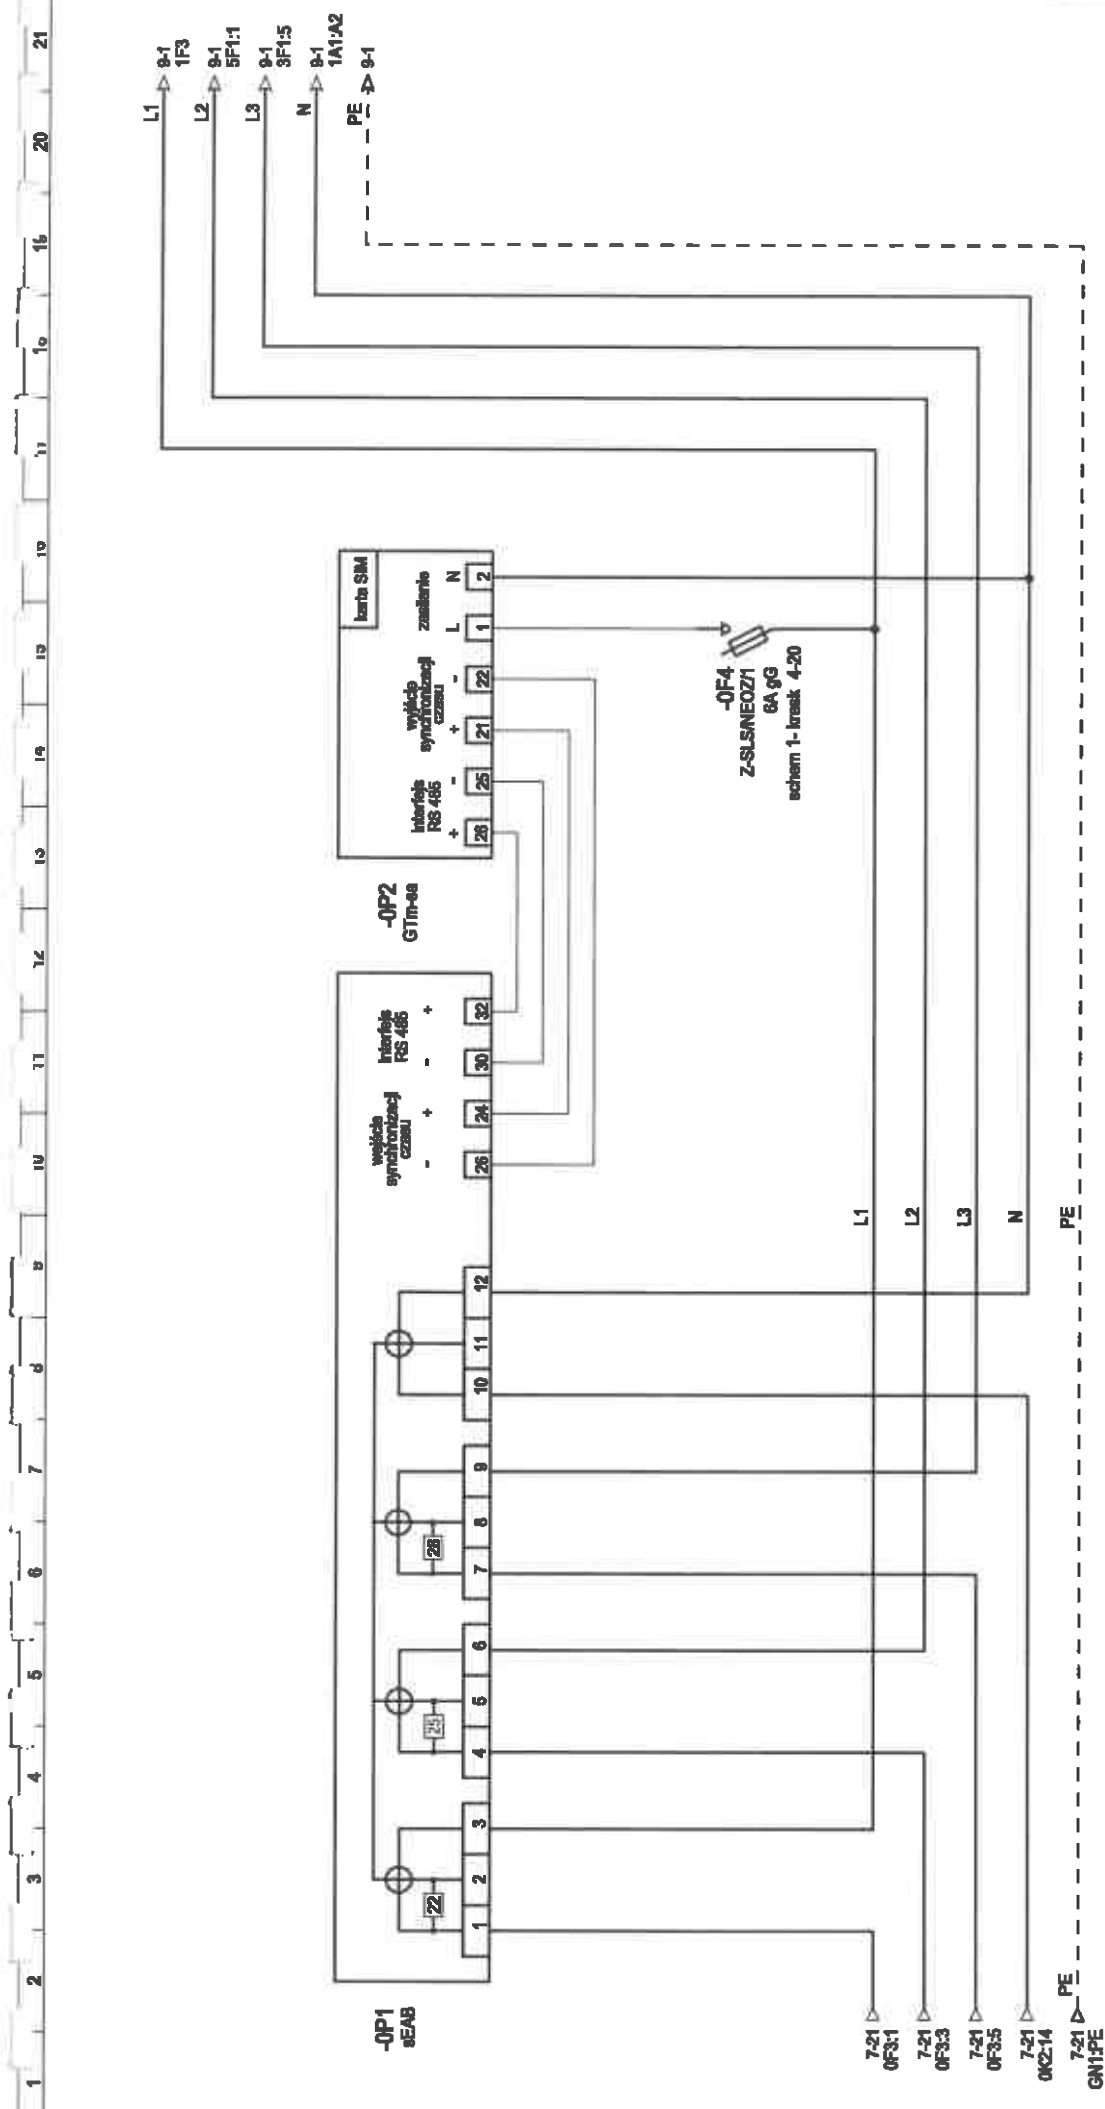 1
2
3
4
5
6
7
8
9
10
11
12
13
14
15
16
19
20
21
-0P1
sEAB
22
25
28
1
2
3
4
5
6
7
8
9
10
11
12
wejście
synchronizacji
czasu
-
+
Interfejs
RS 485
-
+
26
24
30
32
-0P2
GTm-sa
Interfejs
RS 485
+
-
wyjście
synchronizacji
czasu
+
-
zasilanie
L
N
karta SIM
26
25
21
22
1
2
-0F4
Z-SLS/NEOZ/1
6A gG
schem 1- kresk 4-20
L1
L2
L3
N
PE
7-21
0F3:1
7-21
0F3:3
7-21
0F3:5
7-21
0K2:14
PE
7-21
GN1:PE
L1
9-1
1F3
L2
9-1
5F1:1
L3
9-1
3F1:5
N
9-1
1A1:A2
PE
9-1